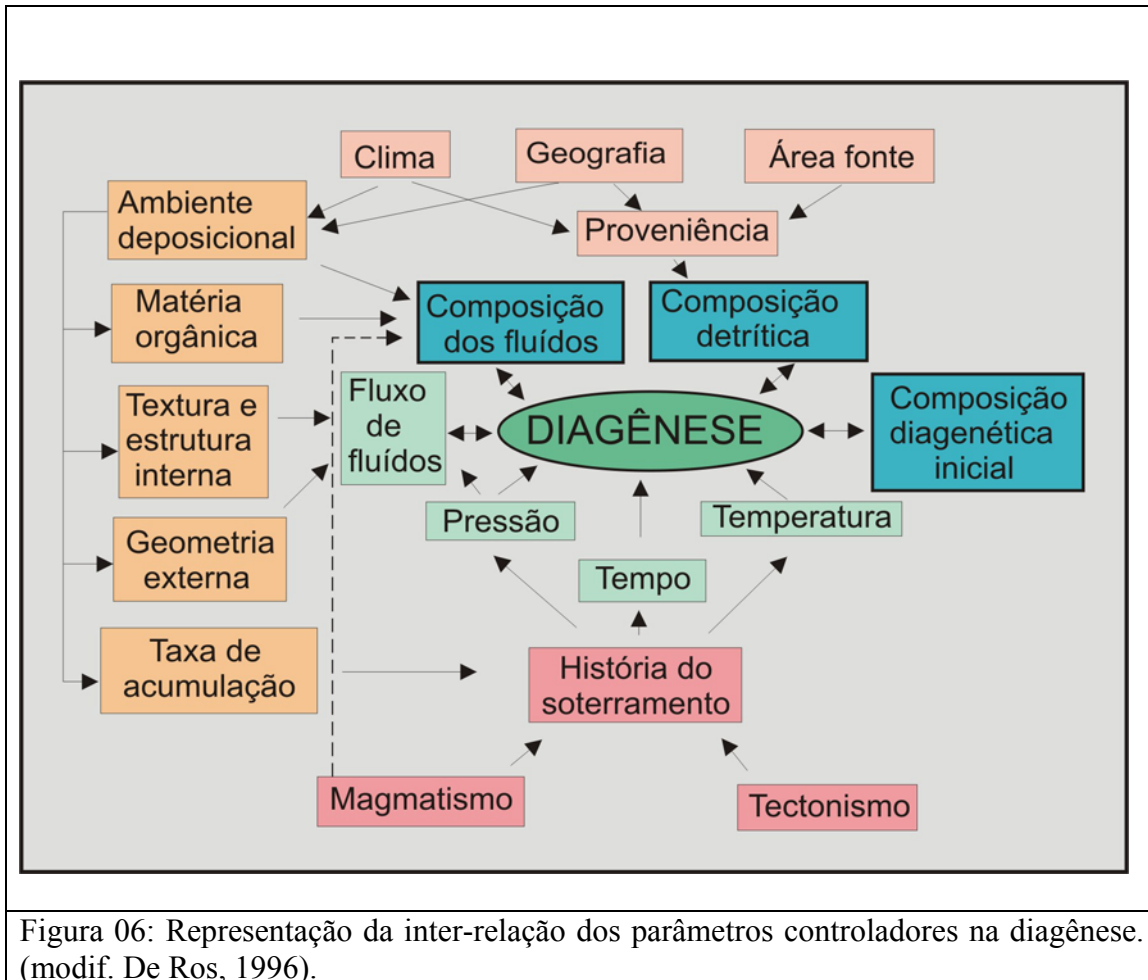 Clima
Geografia
Área fonte
Ambiente
deposicional
Proveniência
Matéria
orgânica
Composição
dos fluídos
Composição
detrítica
Textura e
estrutura
interna
Fluxo
de
fluídos
DIAGÊNESE
Composição
diagenética
inicial
Pressão
Temperatura
Geometria
externa
Tempo
Taxa de
acumulação
História do
soterramento
Magmatismo
Tectonismo
Figura 06: Representação da inter-relação dos parâmetros controladores na diagênese.
(modif. De Ros, 1996).